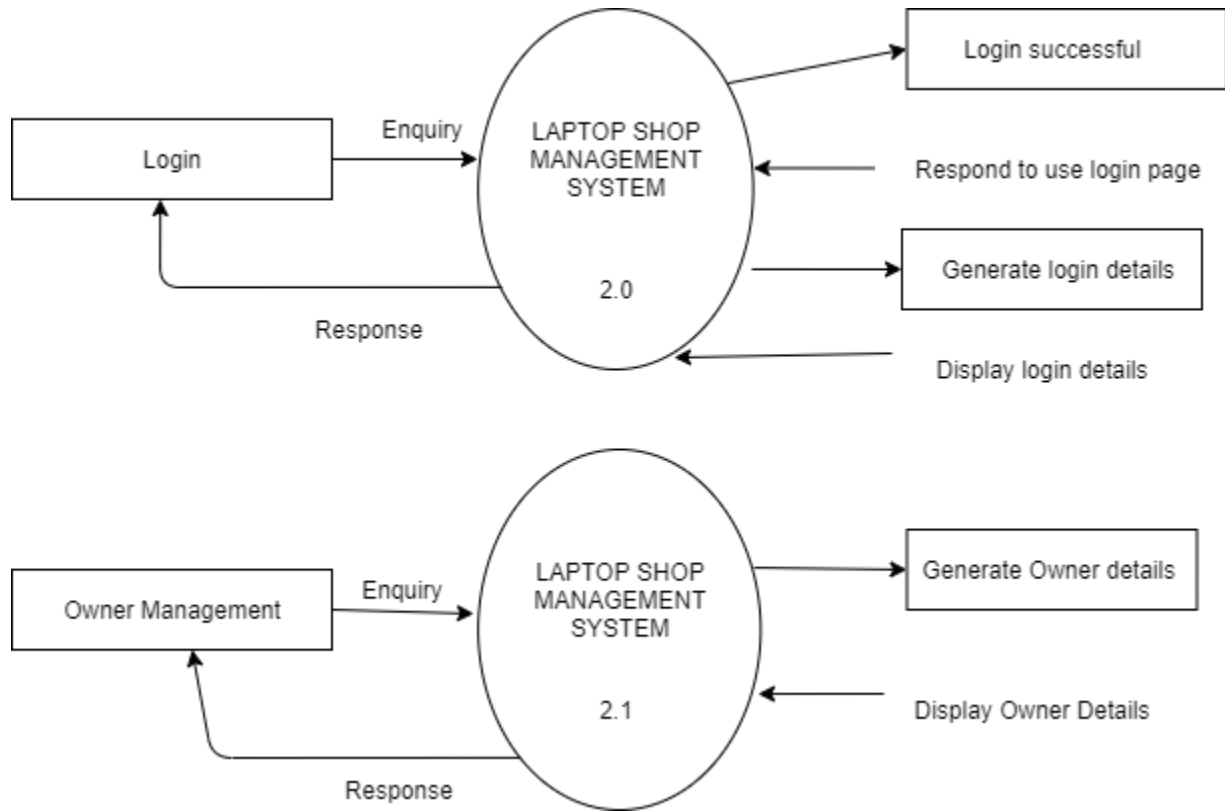 Login successful
LAPTOP SHOP
MANAGEMENT
SYSTEM
2.0
Enquiry
Login
Response
Respond to use login page
Generate login details
Display login details
LAPTOP SHOP
MANAGEMENT
SYSTEM
2.1
Enquiry
Owner Management
Response
Generate Owner details
Display Owner Details